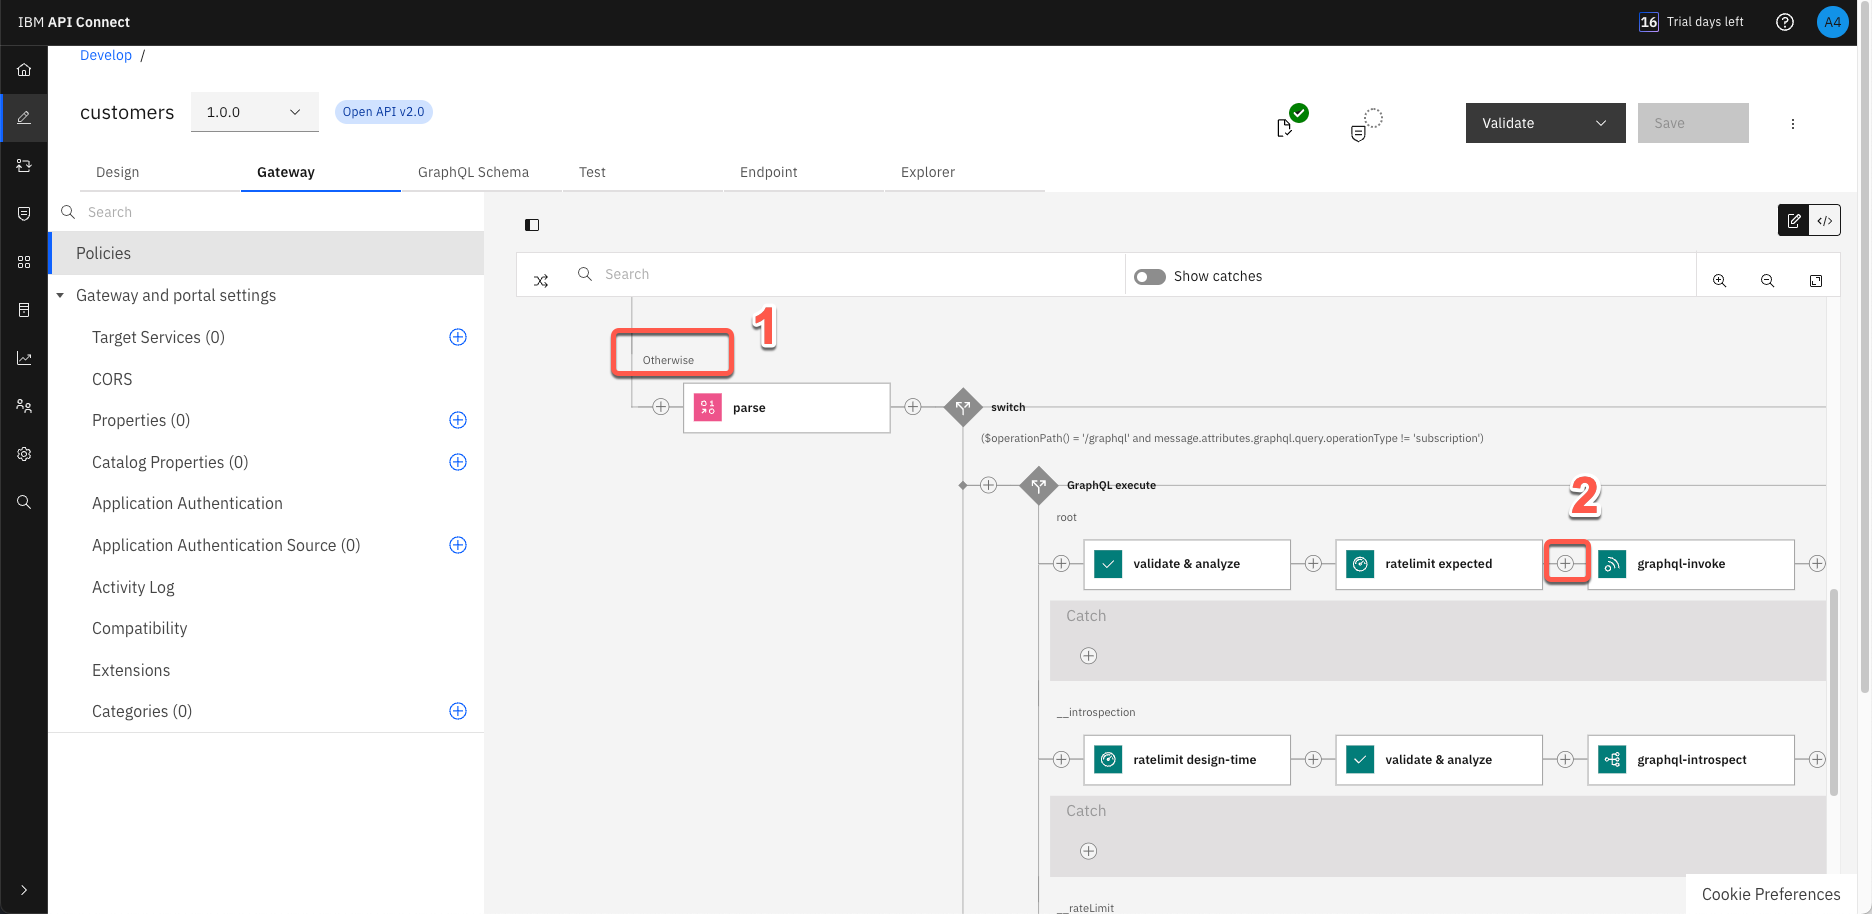 IBM API Connect
16 Trial days left
A4
Develop /
customers
1.0.0
Open API v2.0
Validate
Save
Design
Gateway
GraphQL Schema
Test
Endpoint
Explorer
Search
Policies
Gateway and portal settings
Target Services (0)
CORS
Properties (0)
Catalog Properties (0)
Application Authentication
Application Authentication Source (0)
Activity Log
Compatibility
Extensions
Categories (0)
</>
Search
Show catches
1
Otherwise
parse
switch
($operationPath() = '/graphql' and message.attributes.graphql.query.operationType != 'subscription')
GraphQL execute
2
root
validate & analyze
ratelimit expected
graphql-invoke
Catch
__introspection
ratelimit design-time
validate & analyze
graphql-introspect
Catch
__rateLimit
Cookie Preferences